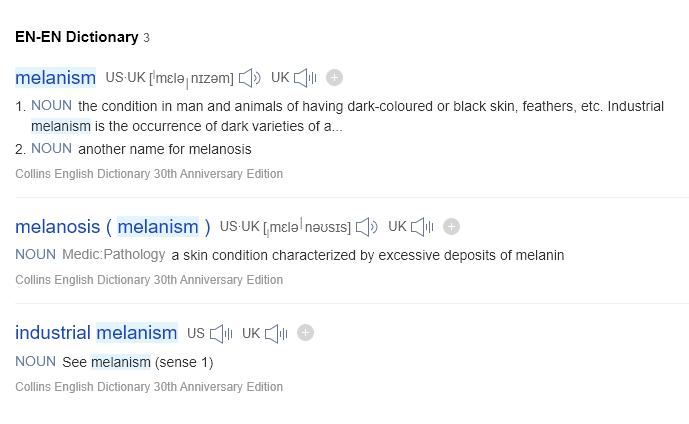 EN-EN Dictionary 3
melanism US·UK [ˈmɛləˌnɪzəm] UK
1. NOUN the condition in man and animals of having dark-coloured or black skin, feathers, etc. Industrial
melanism is the occurrence of dark varieties of a...
2. NOUN another name for melanosis
Collins English Dictionary 30th Anniversary Edition
melanosis ( melanism ) US·UK [ˌmɛləˈnəʊsɪs] UK
NOUN Medic:Pathology a skin condition characterized by excessive deposits of melanin
Collins English Dictionary 30th Anniversary Edition
industrial melanism US UK
NOUN See melanism (sense 1)
Collins English Dictionary 30th Anniversary Edition